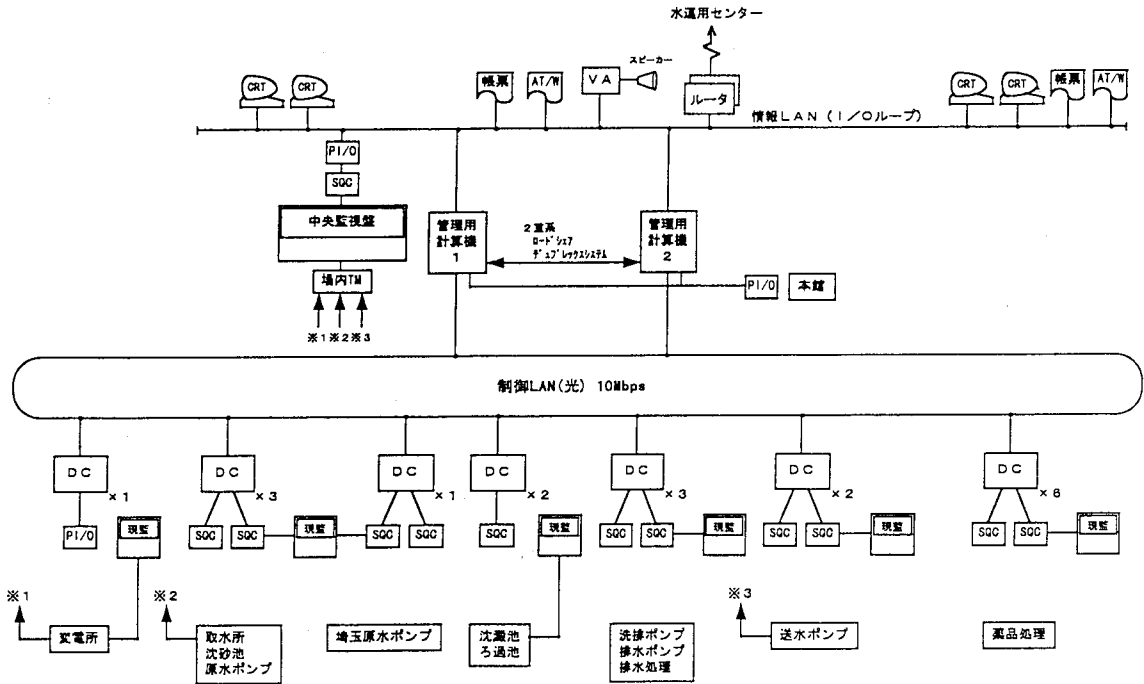 水運用センター
スピーカー
CRT
CRT
帳票
AT/W
VA
ルータ
CRT
CRT
帳票
AT/W
情報LAN (I/Oループ)
PI/O
SQC
中央監視盤
管理用
計算機
1
2重系
ロードシェア
デュプレックスシステム
管理用
計算機
2
場内TM
PI/O
本館
※1 ※2 ※3
制御LAN(光) 10Mbps
DC
×1
DC
×3
DC
×1
DC
×2
DC
×3
DC
×2
DC
×6
PI/O
現監
SQC
SQC
現監
SQC
SQC
SQC
現監
SQC
SQC
現監
SQC
SQC
現監
SQC
SQC
現監
※1
変電所
※2
取水所
沈砂池
原水ポンプ
埼玉原水ポンプ
沈澱池
ろ過池
洗排ポンプ
排水ポンプ
排水処理
※3
送水ポンプ
薬品処理